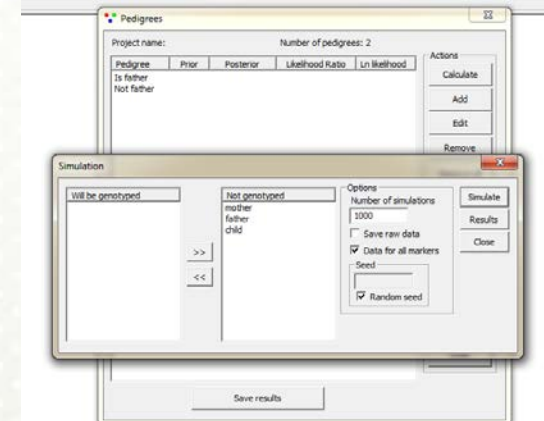 Pedigrees
Project name: Number of pedigrees: 2
Pedigree Prior Posterior Likelihood Ratio Ln likelihood
Is father
Not father
Actions
Calculate
Add
Edit
Remove
Simulation
Will be genotyped
>>
<<
Not genotyped
mother
father
child
Options
Number of simulations
1000
Save raw data
Data for all markers
Seed
Random seed
Simulate
Results
Close
Save results